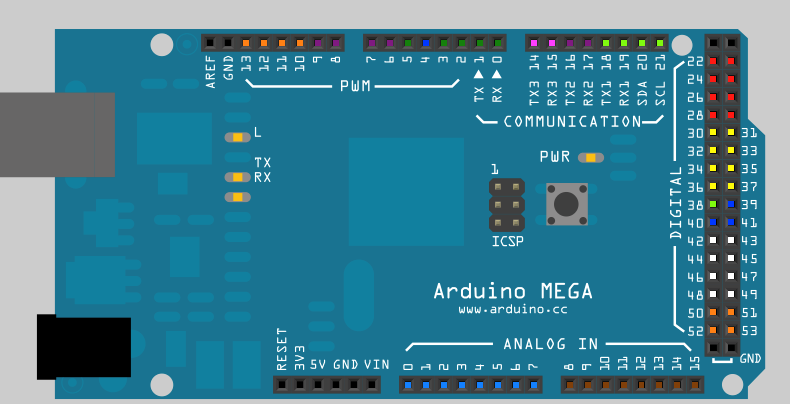 AREF GND 13 12 11 10 9 8 7 6 5 4 3 2 1 0 14 15 16 17 18 19 20 21
PWM
TX RX TX3 RX3 TX2 RX2 TX1 RX1 SDA SCL
COMMUNICATION
L
TX
RX
PWR
1
ICSP
DIGITAL
22
24
26
28
30 31
32 33
34 35
36 37
38 39
40 41
42 43
44 45
46 47
48 49
50 51
52 53
GND
Arduino MEGA
www.arduino.cc
ANALOG IN
RESET 3V3 5V GND VIN 0 1 2 3 4 5 6 7 8 9 10 11 12 13 14 15